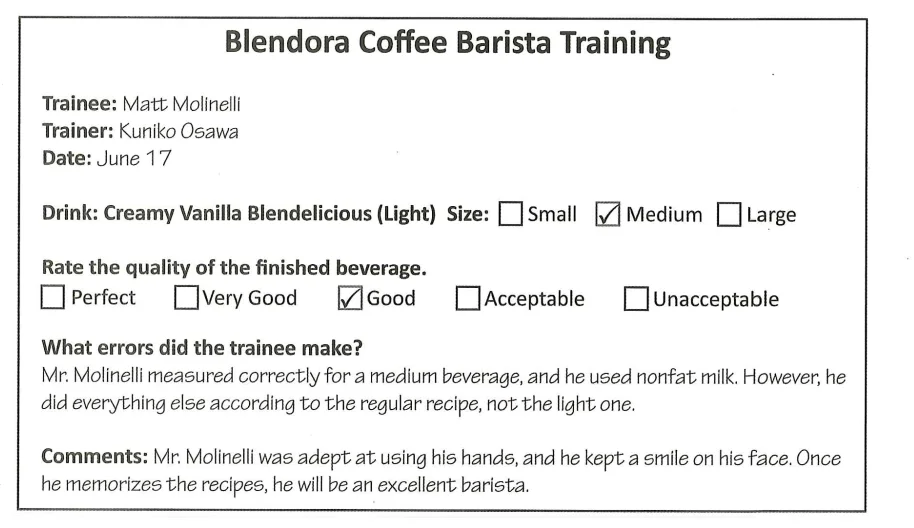 Blendora Coffee Barista Training
Trainee: Matt Molinelli
Trainer: Kuniko Osawa
Date: June 17
Drink: Creamy Vanilla Blendelicious (Light) Size: ☐ Small ☑ Medium ☐ Large
Rate the quality of the finished beverage.
☐ Perfect ☐ Very Good ☑ Good ☐ Acceptable ☐ Unacceptable
What errors did the trainee make?
Mr. Molinelli measured correctly for a medium beverage, and he used nonfat milk. However, he
did everything else according to the regular recipe, not the light one.
Comments: Mr. Molinelli was adept at using his hands, and he kept a smile on his face. Once
he memorizes the recipes, he will be an excellent barista.